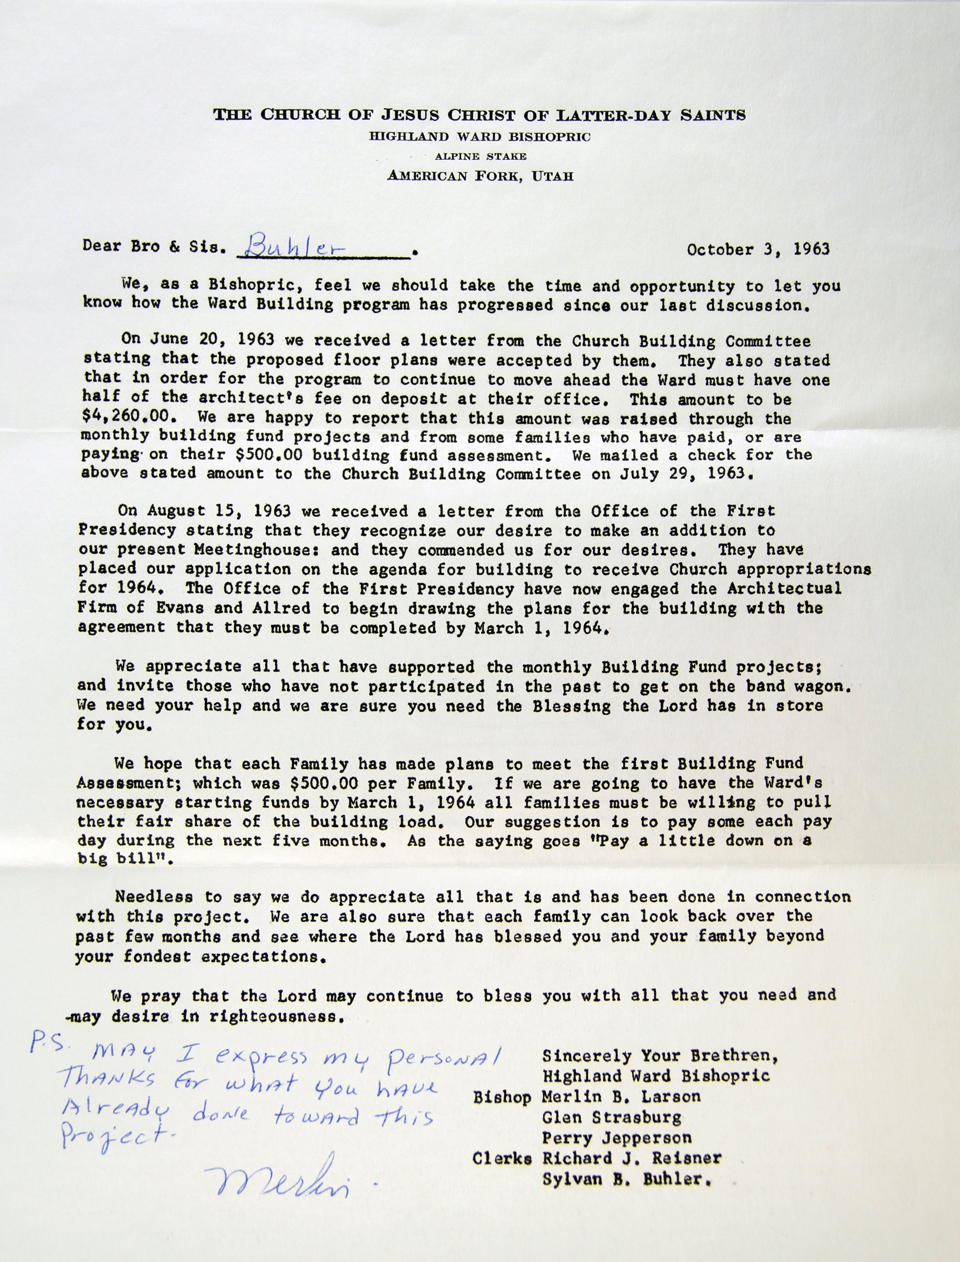 THE CHURCH OF JESUS CHRIST OF LATTER-DAY SAINTS
HIGHLAND WARD BISHOPRIC
ALPINE STAKE
AMERICAN FORK, UTAH
Dear Bro & Sis. Buhler. October 3, 1963
We, as a Bishopric, feel we should take the time and opportunity to let you
know how the Ward Building program has progressed since our last discussion.
On June 20, 1963 we received a letter from the Church Building Committee
stating that the proposed floor plans were accepted by them. They also stated
that in order for the program to continue to move ahead the Ward must have one
half of the architect's fee on deposit at their office. This amount to be
$4,260.00. We are happy to report that this amount was raised through the
monthly building fund projects and from some families who have paid, or are
paying on their $500.00 building fund assessment. We mailed a check for the
above stated amount to the Church Building Committee on July 29, 1963.
On August 15, 1963 we received a letter from the Office of the First
Presidency stating that they recognize our desire to make an addition to
our present Meetinghouse: and they commended us for our desires. They have
placed our application on the agenda for building to receive Church appropriations
for 1964. The Office of the First Presidency have now engaged the Architectual
Firm of Evans and Allred to begin drawing the plans for the building with the
agreement that they must be completed by March 1, 1964.
We appreciate all that have supported the monthly Building Fund projects;
and invite those who have not participated in the past to get on the band wagon.
We need your help and we are sure you need the Blessing the Lord has in store
for you.
We hope that each Family has made plans to meet the first Building Fund
Assessment; which was $500.00 per Family. If we are going to have the Ward's
necessary starting funds by March 1, 1964 all families must be willing to pull
their fair share of the building load. Our suggestion is to pay some each pay
day during the next five months. As the saying goes "Pay a little down on a
big bill".
Needless to say we do appreciate all that is and has been done in connection
with this project. We are also sure that each family can look back over the
past few months and see where the Lord has blessed you and your family beyond
your fondest expectations.
We pray that the Lord may continue to bless you with all that you need and
-may desire in righteousness.
P.S. MAY I express my personal
THANKS for what you have
Already done toward this
Project.
Merlin.
Sincerely Your Brethren,
Highland Ward Bishopric
Bishop Merlin B. Larson
Glen Strasburg
Perry Jepperson
Clerks Richard J. Reisner
Sylvan B. Buhler.